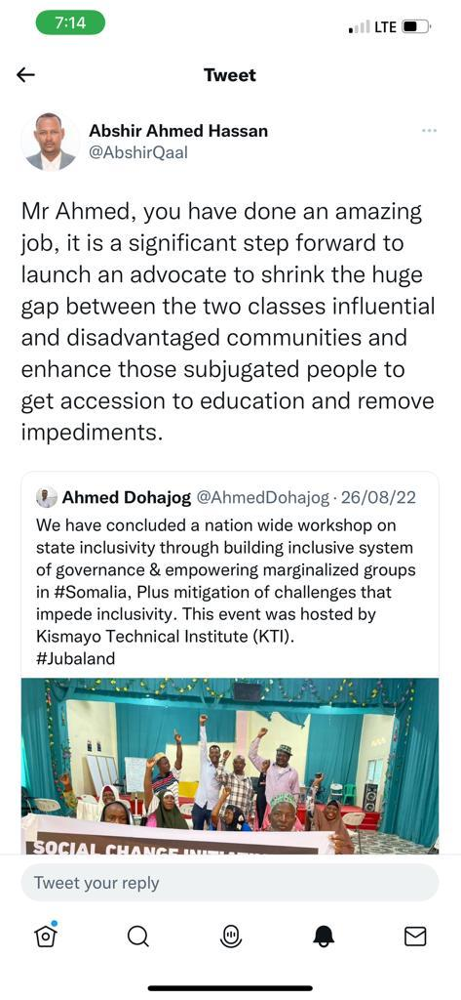 7:14
LTE
Tweet
Abshir Ahmed Hassan
@AbshirQaal
Mr Ahmed, you have done an amazing
job, it is a significant step forward to
launch an advocate to shrink the huge
gap between the two classes influential
and disadvantaged communities and
enhance those subjugated people to
get accession to education and remove
impediments.
Ahmed Dohajog @AhmedDohajog · 26/08/22
We have concluded a nation wide workshop on
state inclusivity through building inclusive system
of governance & empowering marginalized groups
in #Somalia, Plus mitigation of challenges that
impede inclusivity. This event was hosted by
Kismayo Technical Institute (KTI).
#Jubaland
SOCIAL CHANGE
Tweet your reply